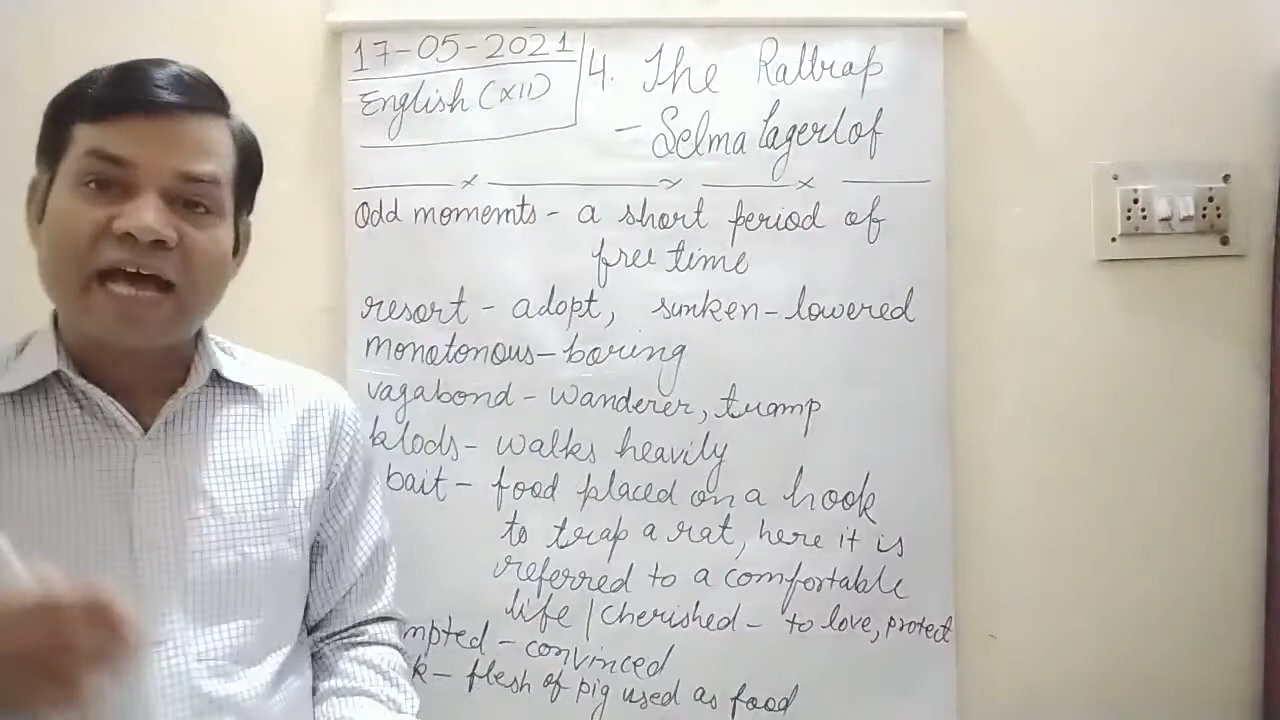 17-05-2021
English (XII)
4. The Rattrap
- Selma Lagerlof
Odd moments - a short period of
free time
resort - adopt, sunken - lowered
monotonous - boring
vagabond - wanderer, tramp
plods - walks heavily
bait - food placed on a hook
to trap a rat, here it is
referred to a comfortable
life / Cherished - to love, protect
mpted - convinced
k - flesh of pig used as food